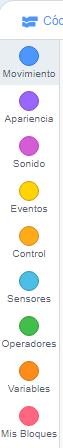 Cód
Movimiento
Apariencia
Sonido
Eventos
Control
Sensores
Operadores
Variables
Mis Bloques